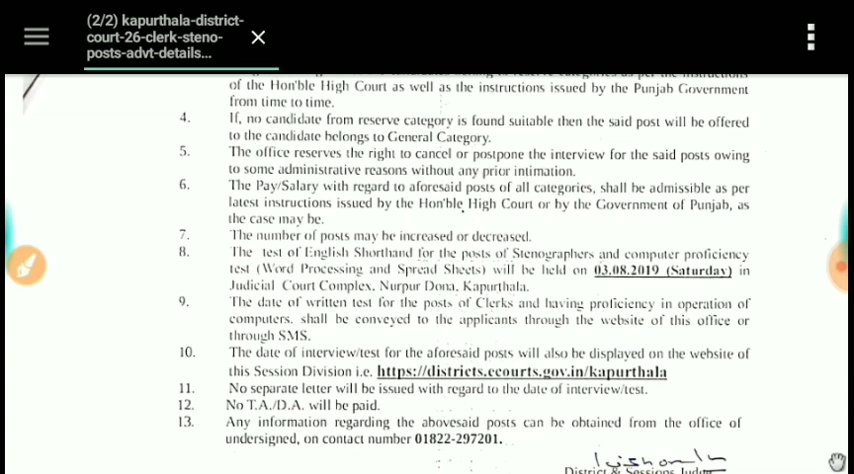 (2/2) kapurthala-district-
court-26-clerk-steno-
posts-advt-details...
of the Hon'ble High Court as well as the instructions issued by the Punjab Government
from time to time.
4. If, no candidate from reserve category is found suitable then the said post will be offered
to the candidate belongs to General Category.
5. The office reserves the right to cancel or postpone the interview for the said posts owing
to some administrative reasons without any prior intimation.
6. The Pay/Salary with regard to aforesaid posts of all categories, shall be admissible as per
latest instructions issued by the Hon'ble High Court or by the Government of Punjab, as
the case may be.
7. The number of posts may be increased or decreased.
8. The test of English Shorthand for the posts of Stenographers and computer proficiency
test (Word Processing and Spread Sheets) will be held on 03.08.2019 (Saturday) in
Judicial Court Complex, Nurpur Dona, Kapurthala.
9. The date of written test for the posts of Clerks and having proficiency in operation of
computers. shall be conveyed to the applicants through the website of this office or
through SMS.
10. The date of interview/test for the aforesaid posts will also be displayed on the website of
this Session Division i.e. https://districts.ecourts.gov.in/kapurthala
11. No separate letter will be issued with regard to the date of interview/test.
12. No T.A./D.A. will be paid.
13. Any information regarding the abovesaid posts can be obtained from the office of
undersigned, on contact number 01822-297201.
District & Sessions Judge